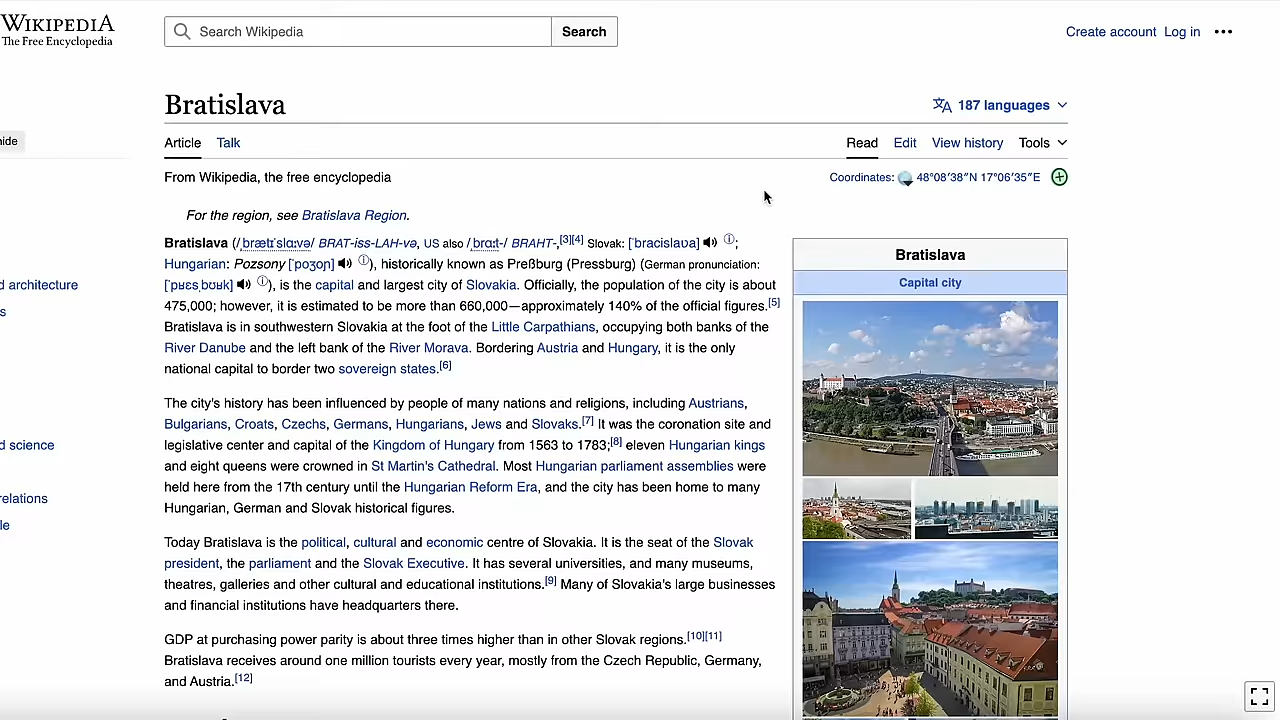 WIKIPEDIA
The Free Encyclopedia
Search Wikipedia
Search
Create account Log in
Bratislava
187 languages
hide
Article Talk
Read Edit View history Tools
From Wikipedia, the free encyclopedia
Coordinates: 48°08′38″N 17°06′35″E
For the region, see Bratislava Region.
Bratislava (/ˌbrætɪˈslɑːvə/ BRAT-iss-LAH-və, US also /ˌbrɑːt-/ BRAHT-,[3][4] Slovak: [ˈbracislaʋa] ⓘ;
Hungarian: Pozsony [ˈpoʒoɲ] ⓘ), historically known as Preßburg (Pressburg) (German pronunciation:
[ˈpʁɛsˌbʊʁk] ⓘ), is the capital and largest city of Slovakia. Officially, the population of the city is about
475,000; however, it is estimated to be more than 660,000—approximately 140% of the official figures.[5]
Bratislava is in southwestern Slovakia at the foot of the Little Carpathians, occupying both banks of the
River Danube and the left bank of the River Morava. Bordering Austria and Hungary, it is the only
national capital to border two sovereign states.[6]
The city's history has been influenced by people of many nations and religions, including Austrians,
Bulgarians, Croats, Czechs, Germans, Hungarians, Jews and Slovaks.[7] It was the coronation site and
legislative center and capital of the Kingdom of Hungary from 1563 to 1783;[8] eleven Hungarian kings
and eight queens were crowned in St Martin's Cathedral. Most Hungarian parliament assemblies were
held here from the 17th century until the Hungarian Reform Era, and the city has been home to many
Hungarian, German and Slovak historical figures.
Today Bratislava is the political, cultural and economic centre of Slovakia. It is the seat of the Slovak
president, the parliament and the Slovak Executive. It has several universities, and many museums,
theatres, galleries and other cultural and educational institutions.[9] Many of Slovakia's large businesses
and financial institutions have headquarters there.
GDP at purchasing power parity is about three times higher than in other Slovak regions.[10][11]
Bratislava receives around one million tourists every year, mostly from the Czech Republic, Germany,
and Austria.[12]
Bratislava
Capital city
d architecture
s
d science
relations
le